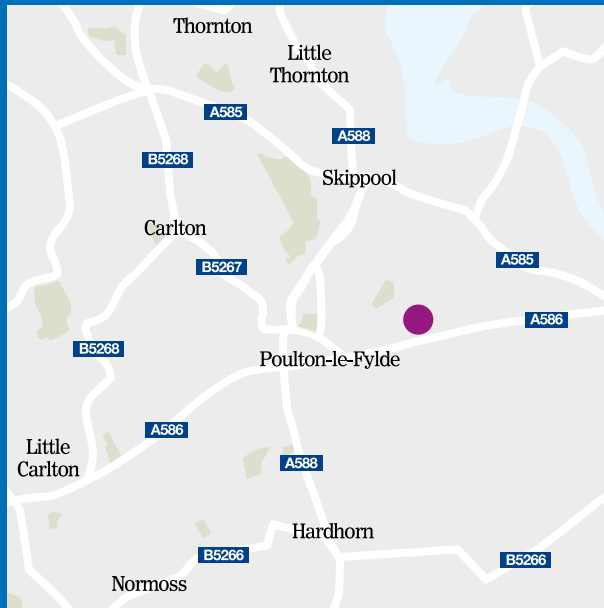 Thornton
Little
Thornton
A585
A588
B5268
Skippool
Carlton
A585
B5267
A586
B5268
Poulton-le-Fylde
A586
Little
Carlton
A588
Hardhorn
B5266
B5266
Normoss